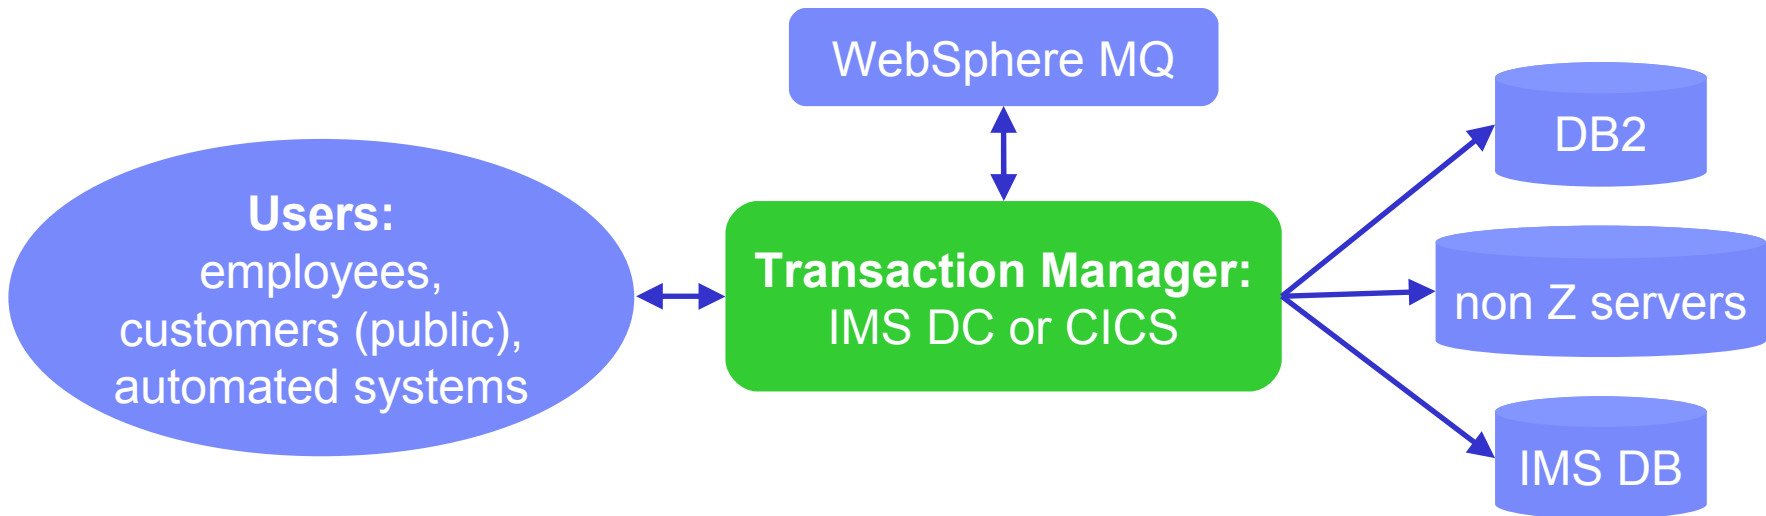 WebSphere MQ
Users:
employees,
customers (public),
automated systems
Transaction Manager:
IMS DC or CICS
DB2
non Z servers
IMS DB